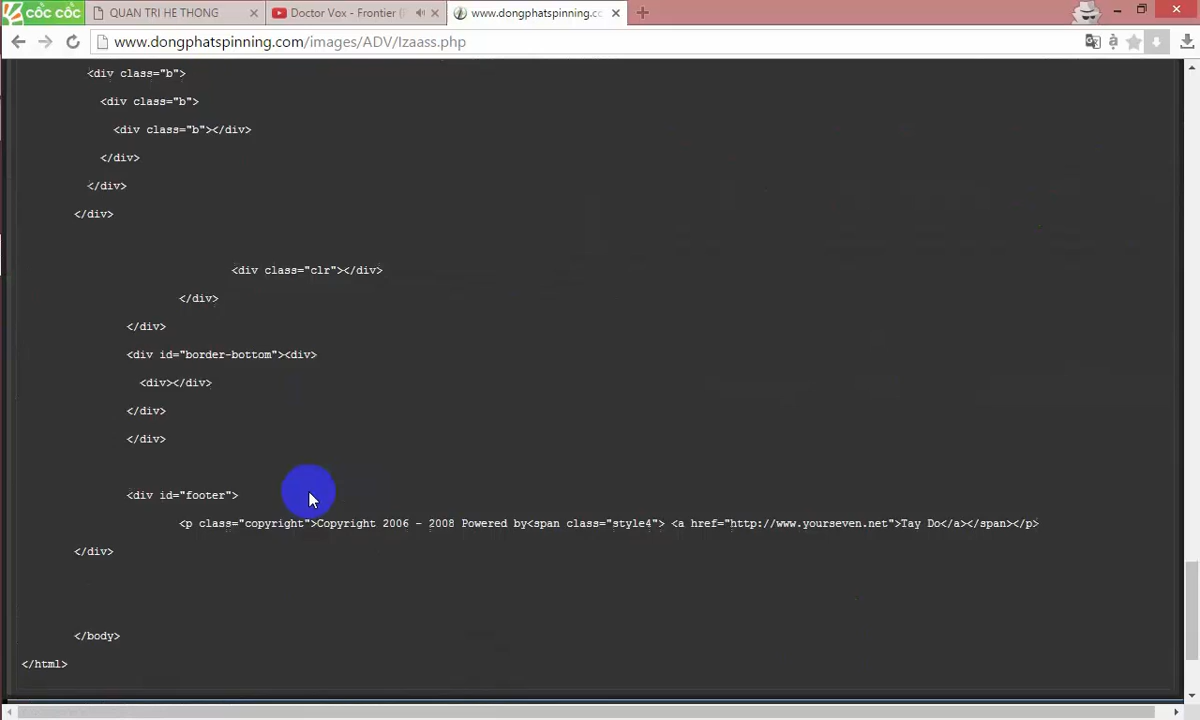 cốc cốc
QUAN TRI HE THONG
Doctor Vox - Frontier (
www.dongphatspinning.cc
www.dongphatspinning.com/images/ADV/Izaass.php
<div class="b">
<div class="b">
<div class="b"></div>
</div>
</div>
</div>
<div class="clr"></div>
</div>
</div>
<div id="border-bottom"><div>
<div></div>
</div>
</div>
<div id="footer">
<p class="copyright">Copyright 2006 - 2008 Powered by<span class="style4"> <a href="http://www.yourseven.net">Tay Do</a></span></p>
</div>
</body>
</html>